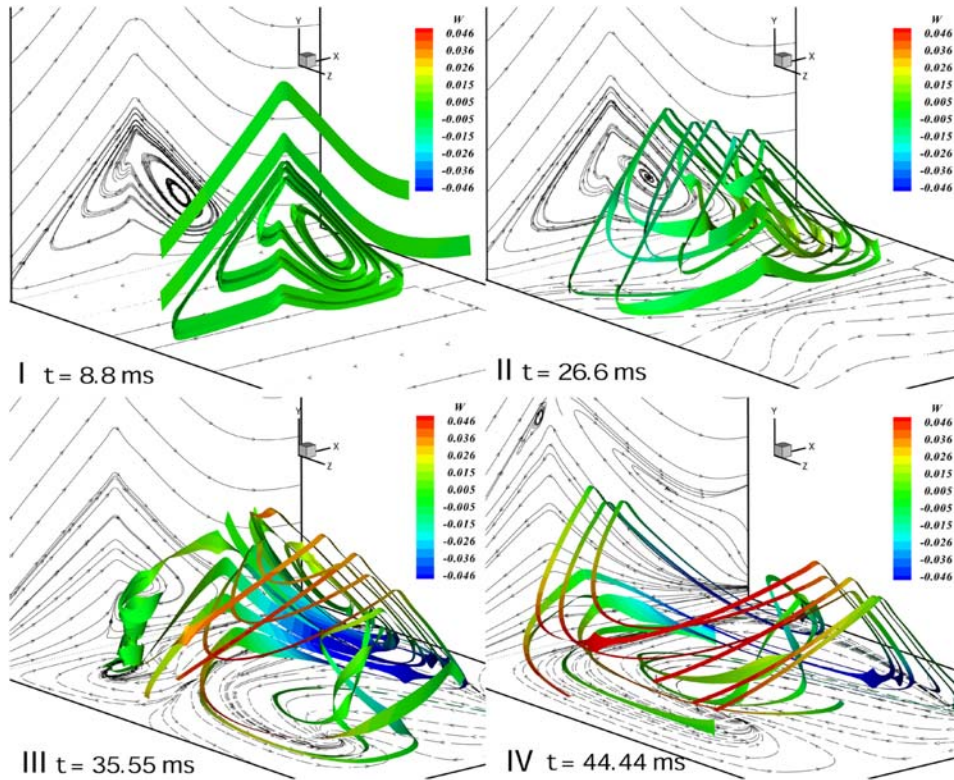 Y
X
Z
W
0.046
0.036
0.026
0.015
0.005
-0.005
-0.015
-0.026
-0.036
-0.046
I t = 8.8 ms
Y
X
Z
W
0.046
0.036
0.026
0.015
0.005
-0.005
-0.015
-0.026
-0.036
-0.046
II t = 26.6 ms
Y
X
Z
W
0.046
0.036
0.026
0.015
0.005
-0.005
-0.015
-0.026
-0.036
-0.046
III t = 35.55 ms
Y
X
Z
W
0.046
0.036
0.026
0.015
0.005
-0.005
-0.015
-0.026
-0.036
-0.046
IV t = 44.44 ms